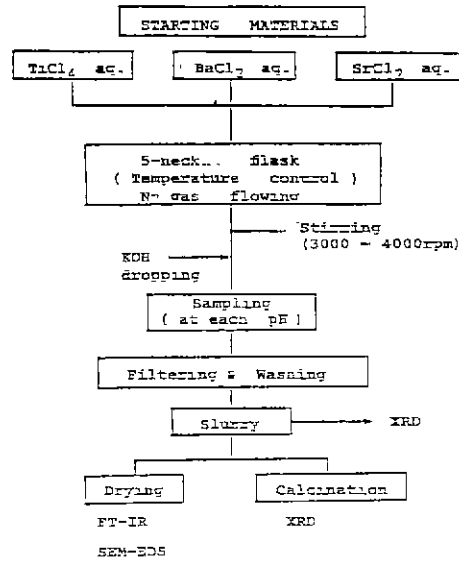 STARTING MATERIALS
TiCl4 aq. BaCl2 aq. SrCl2 aq.
5-neck... flask
( Temperature control )
N2 gas flowing
Stirring
(3000 - 4000rpm)
KOH
dropping
Sampling
( at each pH )
Filtering & Washing
Slurry XRD
Drying Calcination
FT-IR XRD
SEM-EDS